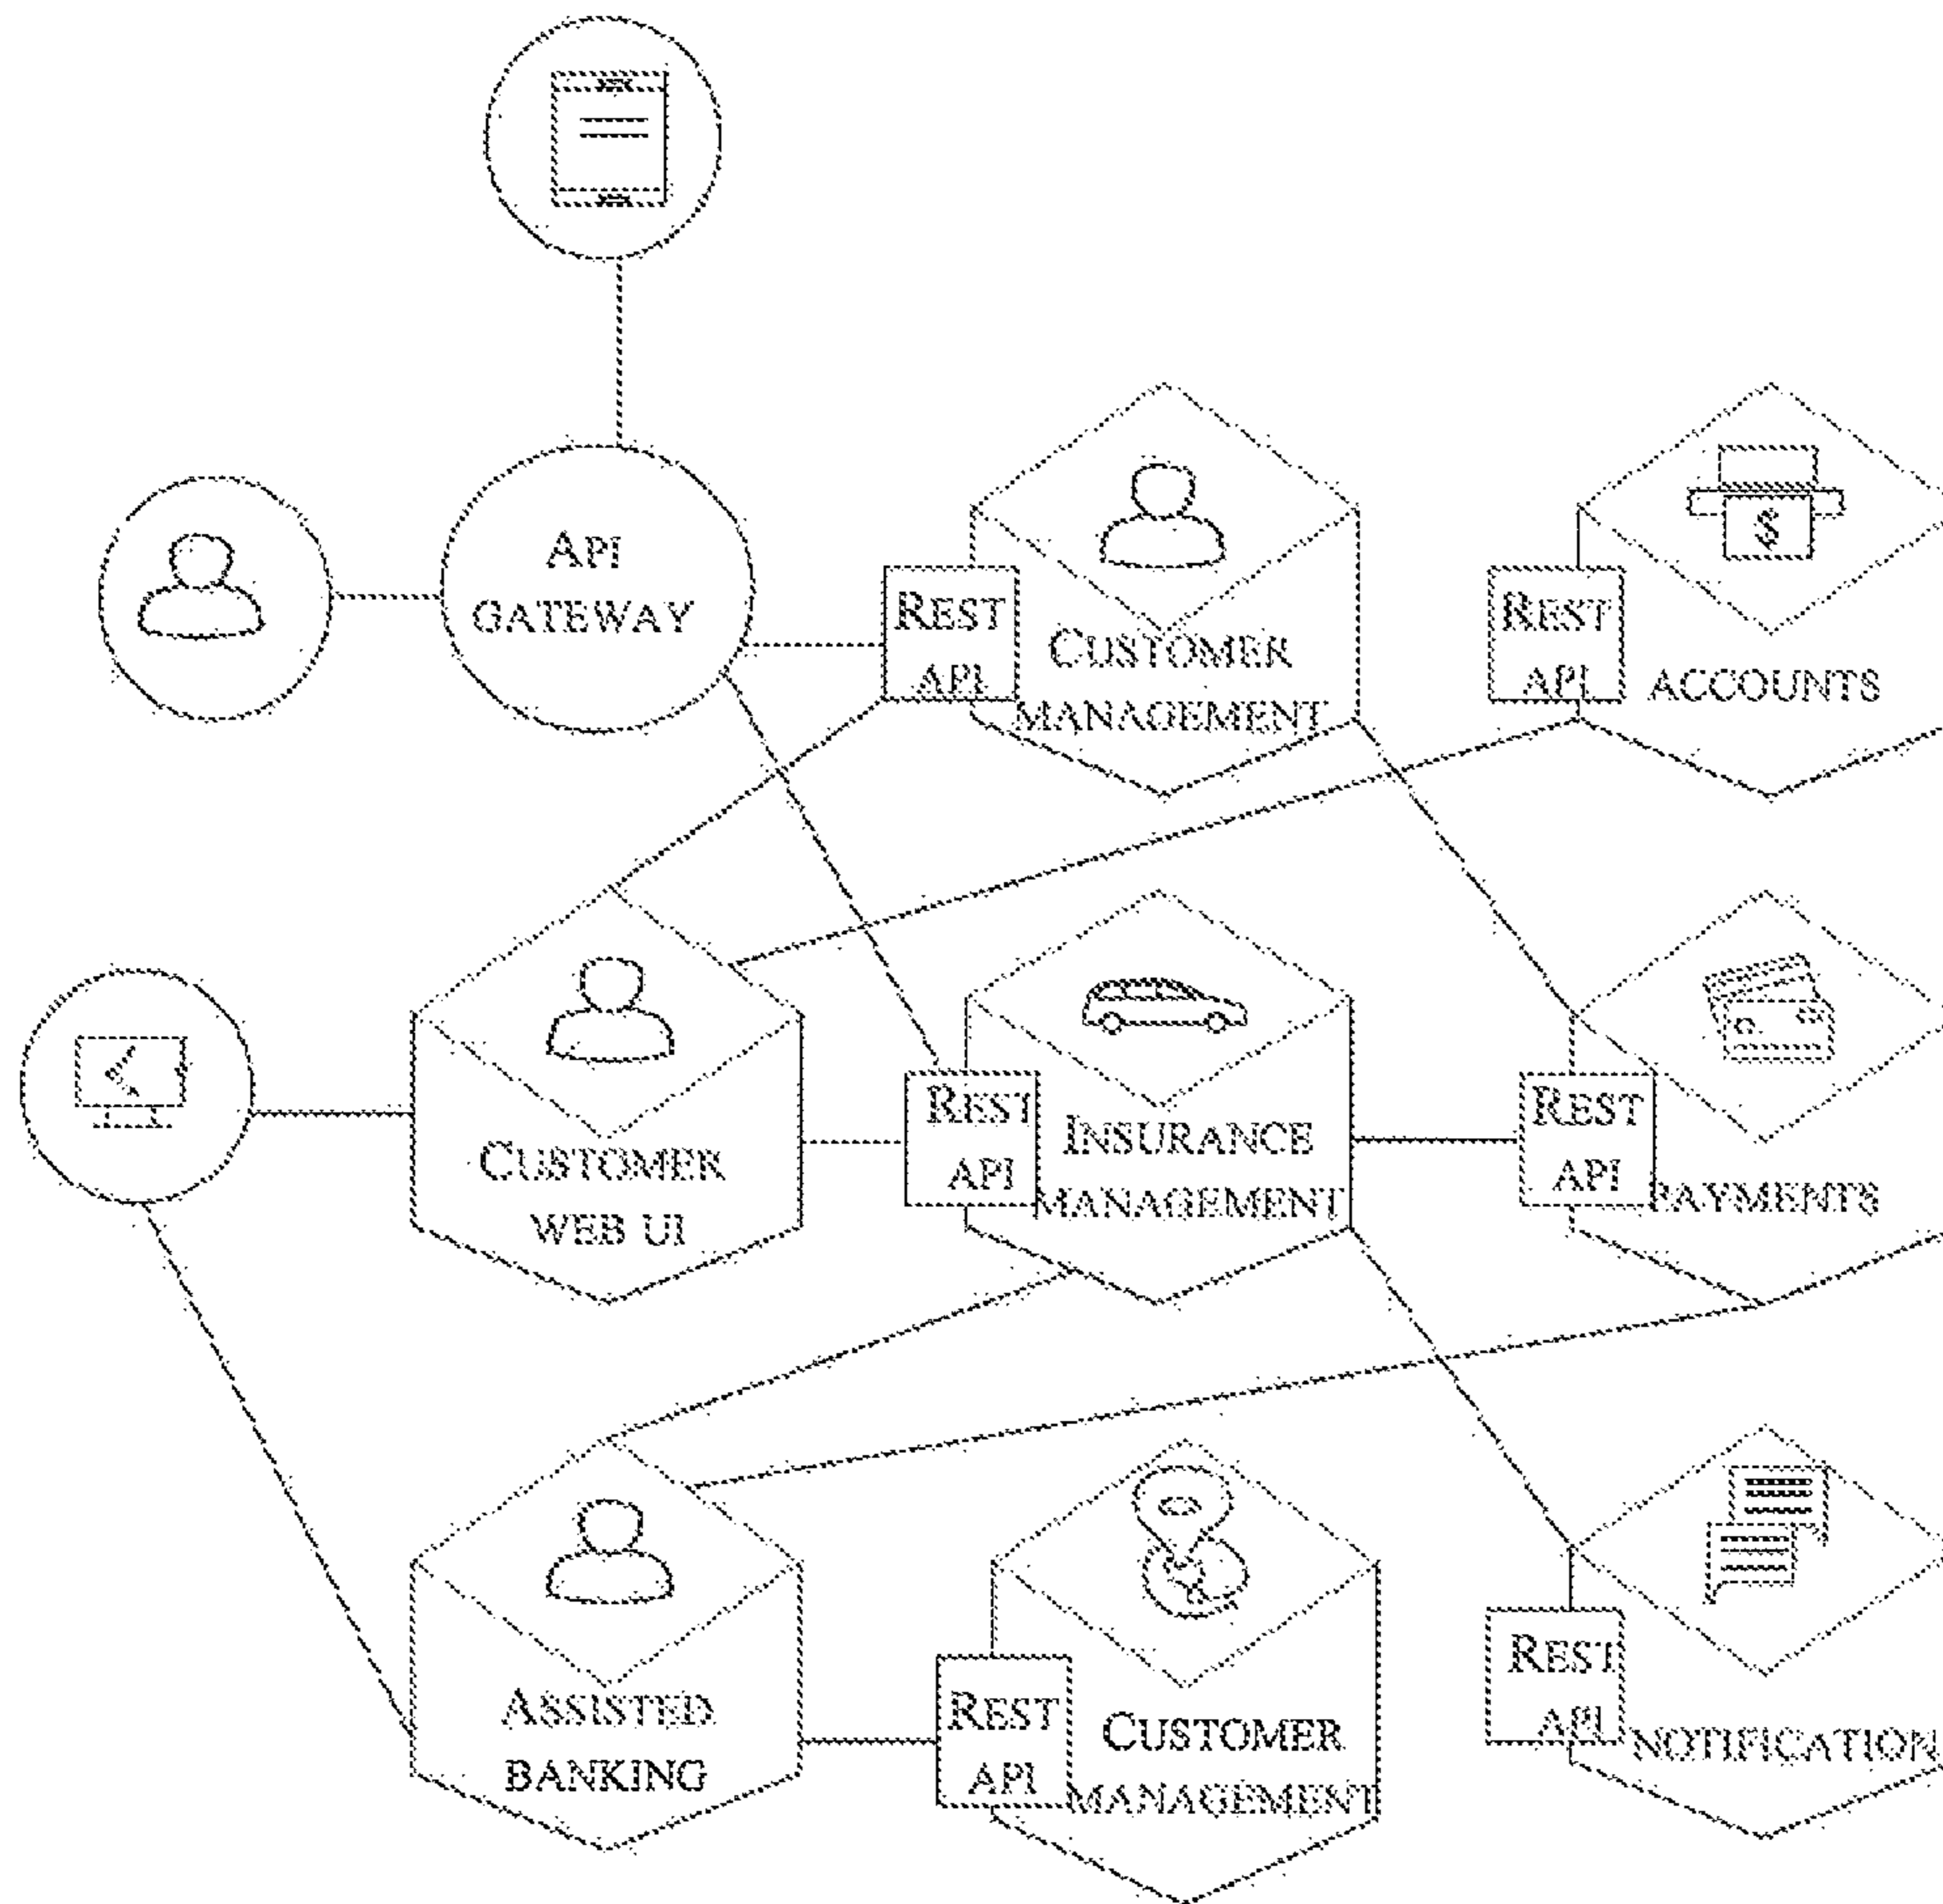 API
GATEWAY
REST
API
CUSTOMER
MANAGEMENT
REST
API
ACCOUNTS
$
CUSTOMER
WEB UI
REST
API
INSURANCE
MANAGEMENT
REST
API
PAYMENTS
ASSISTED
BANKING
REST
API
CUSTOMER
MANAGEMENT
REST
API
NOTIFICATION